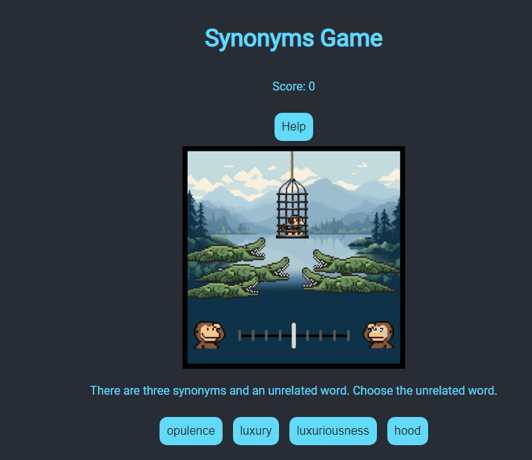 Synonyms Game
Score: 0
Help
There are three synonyms and an unrelated word. Choose the unrelated word.
opulence luxury luxuriousness hood